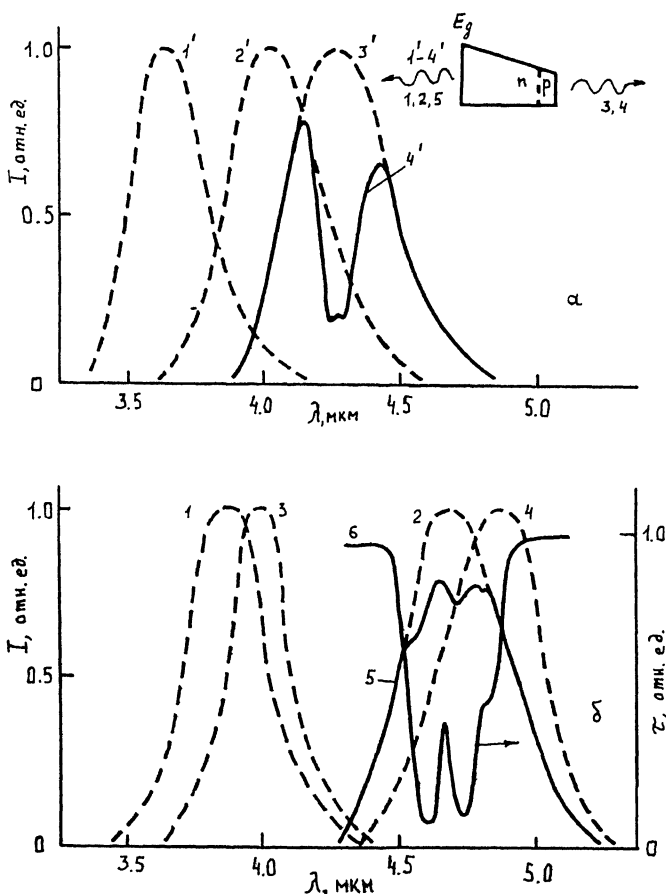 E_g
1.0
1'
2'
3'
1'-4'
1,2,5
n
p
3,4
I, отн. ед.
0.5
4'
а
0
3.5
4.0
4.5
5.0
λ, мкм
1.0
1
3
6
2
4
1.0
I, отн. ед.
0.5
5
б
τ, отн. ед.
0
0
3.5
4.0
4.5
5.0
λ, мкм